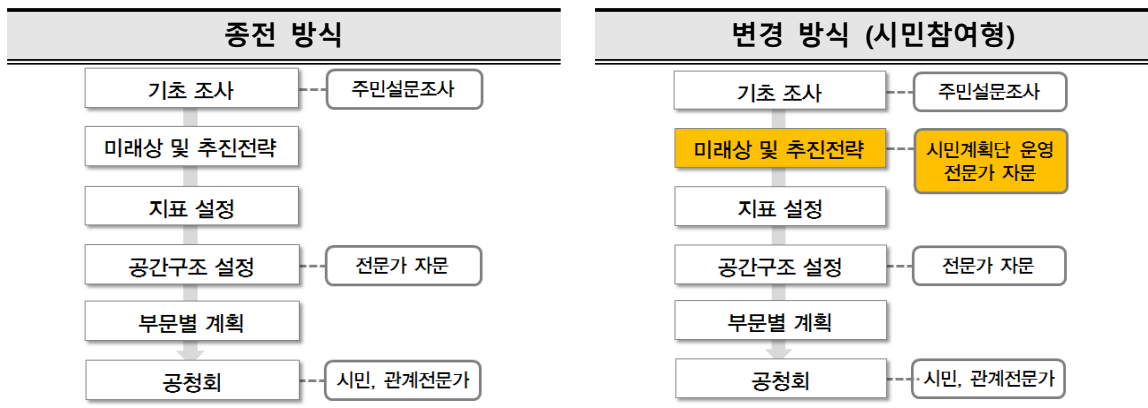 종전 방식
기초 조사
주민설문조사
미래상 및 추진전략
지표 설정
공간구조 설정
전문가 자문
부문별 계획
공청회
시민, 관계전문가
변경 방식 (시민참여형)
기초 조사
주민설문조사
미래상 및 추진전략
시민계획단 운영
전문가 자문
지표 설정
공간구조 설정
전문가 자문
부문별 계획
공청회
시민, 관계전문가